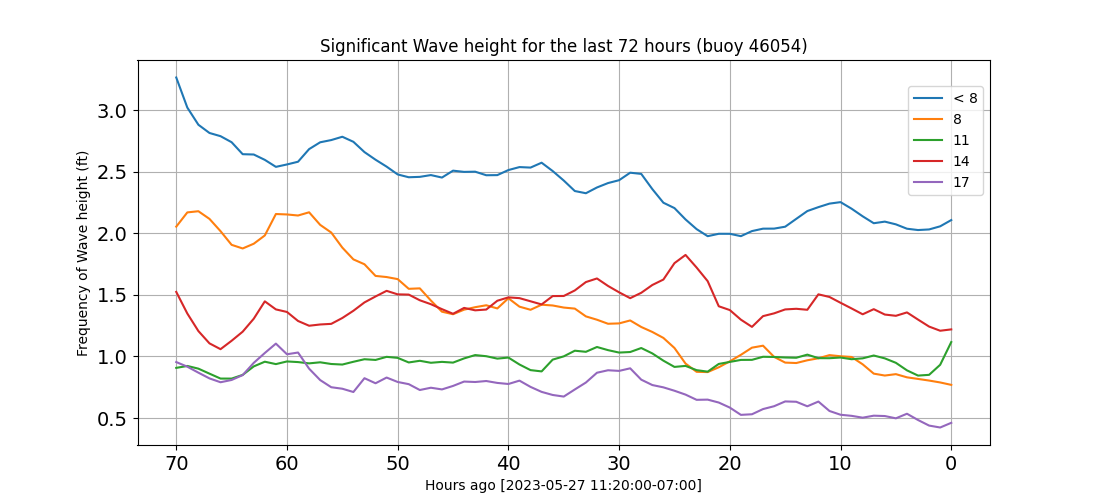 Significant Wave height for the last 72 hours (buoy 46054)
Frequency of Wave height (ft)
3.0
2.5
2.0
1.5
1.0
0.5
< 8
8
11
14
17
70 60 50 40 30 20 10 0
Hours ago [2023-05-27 11:20:00-07:00]